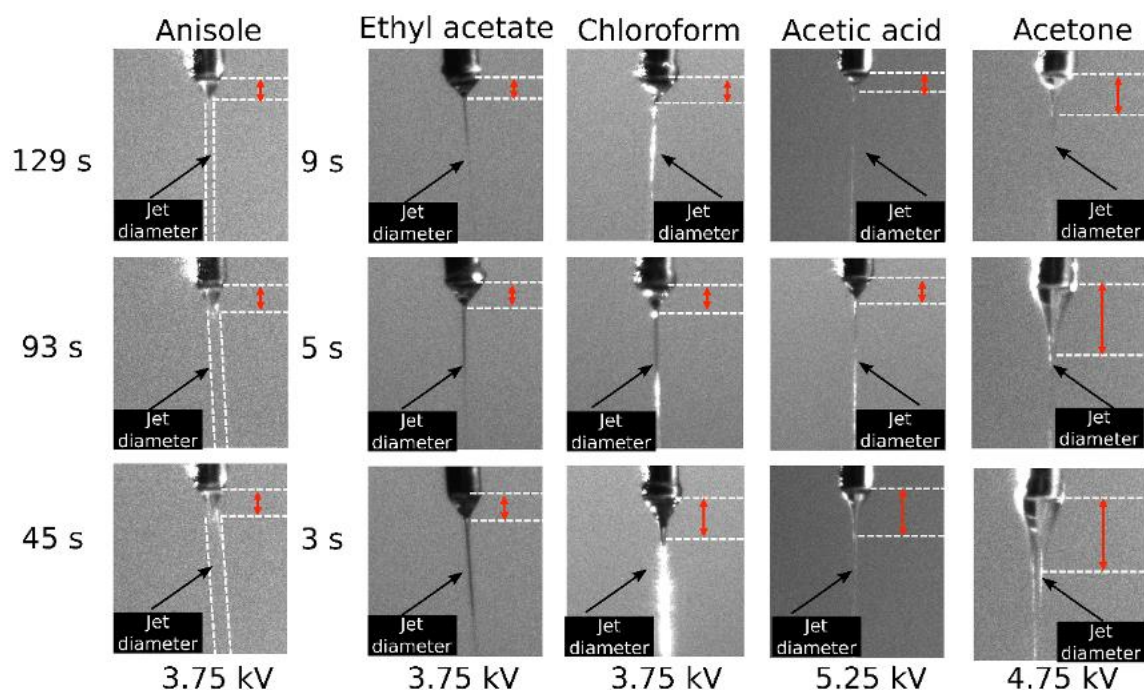 Anisole Ethyl acetate Chloroform Acetic acid Acetone
129 s 9 s
Jet diameter
Jet diameter
Jet diameter
Jet diameter
Jet diameter
93 s 5 s
Jet diameter
Jet diameter
Jet diameter
Jet diameter
Jet diameter
45 s 3 s
Jet diameter
Jet diameter
Jet diameter
Jet diameter
Jet diameter
3.75 kV 3.75 kV 3.75 kV 5.25 kV 4.75 kV